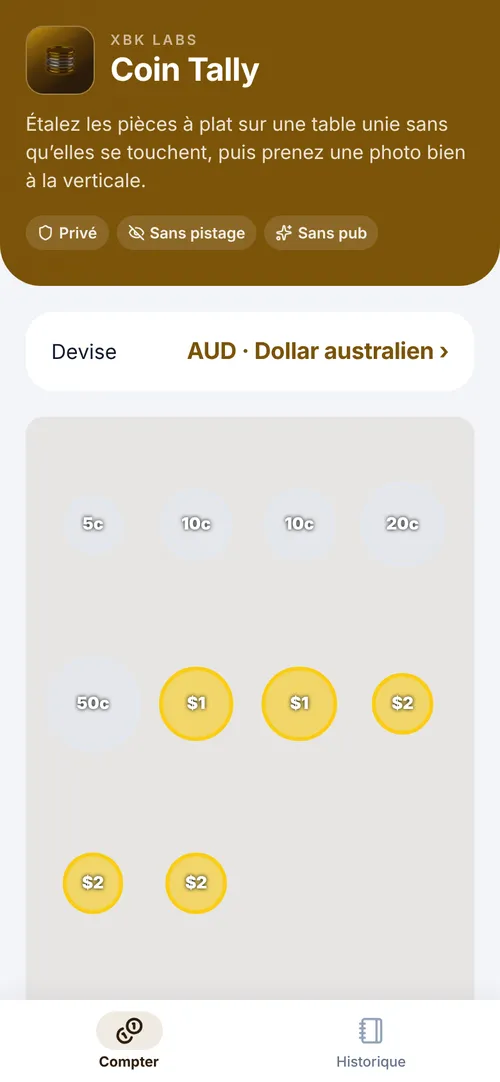 XBK LABS
Coin Tally
Étalez les pièces à plat sur une table unie sans
qu’elles se touchent, puis prenez une photo bien
à la verticale.
Privé
Sans pistage
Sans pub
Devise
AUD · Dollar australien ›
5c
10c
10c
20c
50c
$1
$1
$2
$2
$2
Compter
Historique